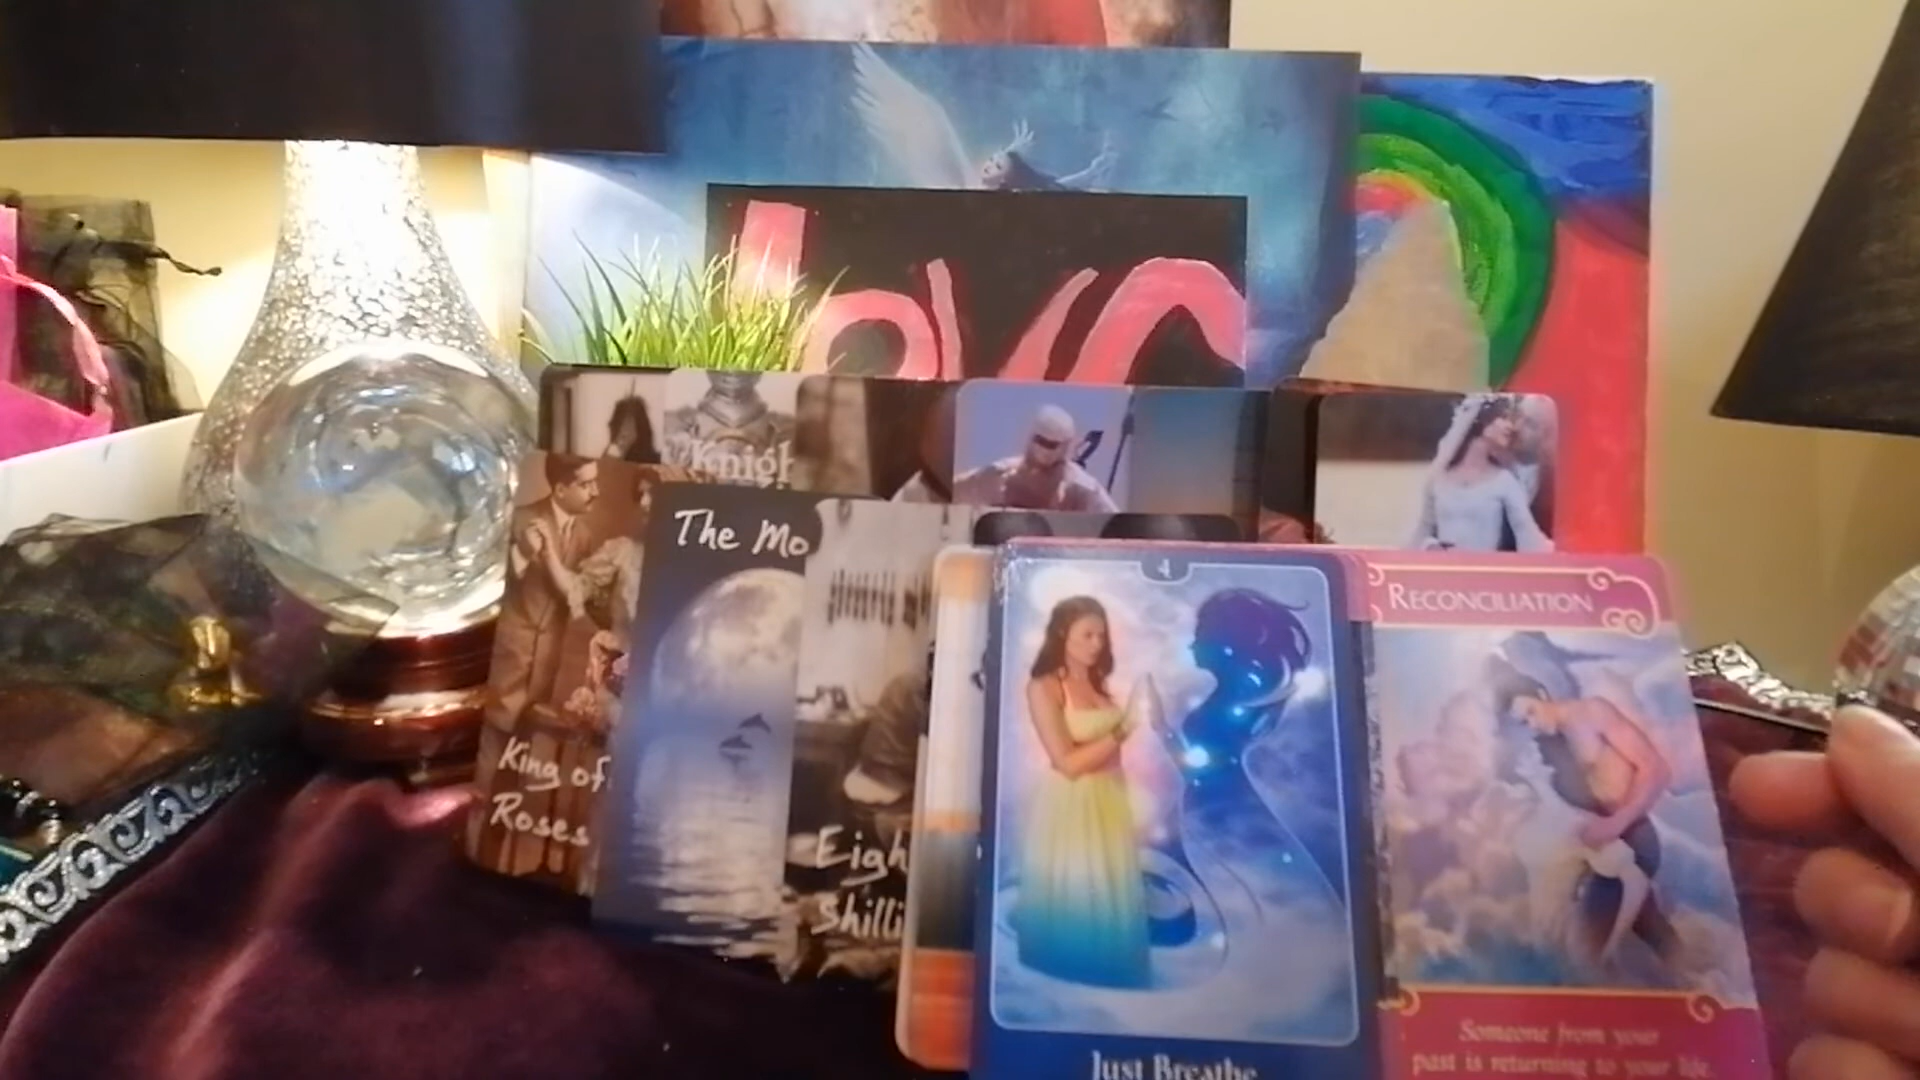 Love
Knigh
The Mo
King of
Roses
Eigh
Shilli
4
Just Breathe
RECONCILIATION
Someone from your
past is returning to your life.